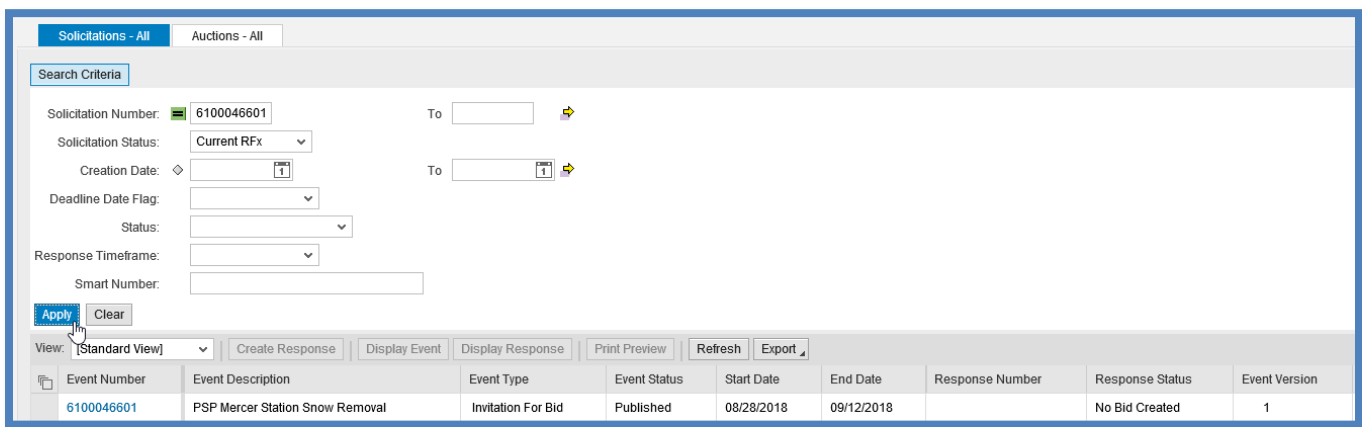 Solicitations - All Auctions - All
Search Criteria
Solicitation Number: 6100046601 To
Solicitation Status: Current RFx
Creation Date: 1 To 1
Deadline Date Flag:
Status:
Response Timeframe:
Smart Number:
Apply Clear
View: [Standard View] Create Response Display Event Display Response Print Preview Refresh Export
Event Number Event Description Event Type Event Status Start Date End Date Response Number Response Status Event Version
6100046601 PSP Mercer Station Snow Removal Invitation For Bid Published 08/28/2018 09/12/2018 No Bid Created 1